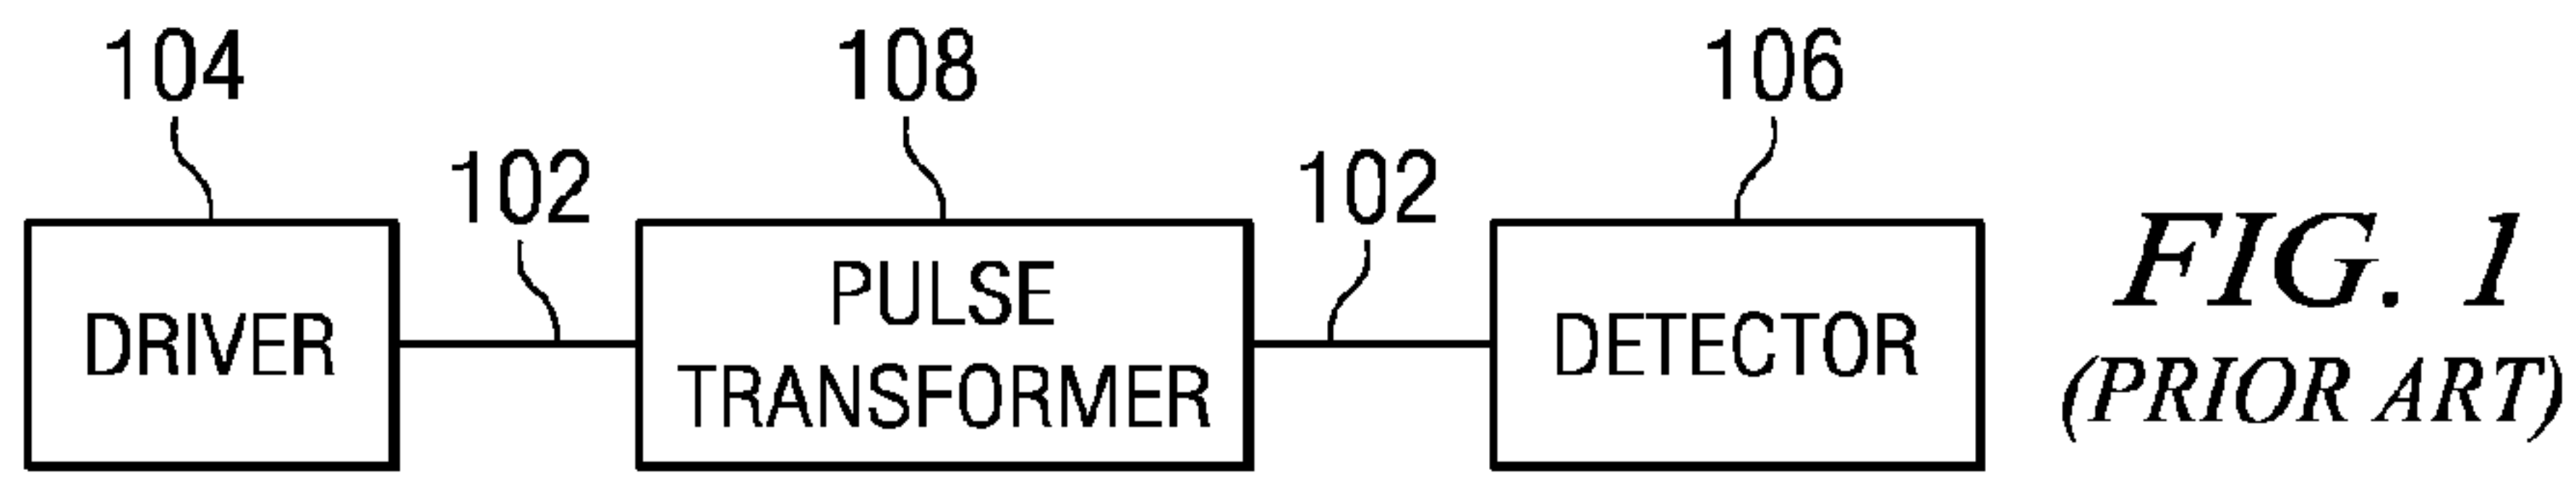 104
108
106
102
102
DRIVER
PULSE
TRANSFORMER
DETECTOR
FIG. 1
(PRIOR ART)